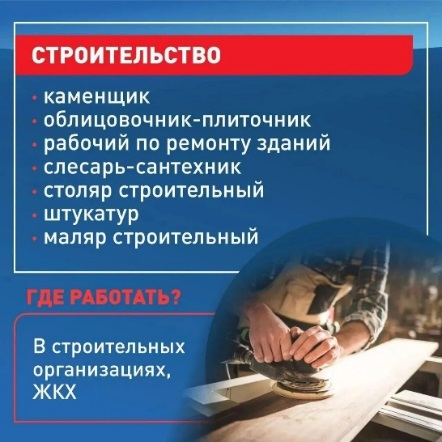 СТРОИТЕЛЬСТВО
• каменщик
• облицовочник-плиточник
• рабочий по ремонту зданий
• слесарь-сантехник
• столяр строительный
• штукатур
• маляр строительный
ГДЕ РАБОТАТЬ?
В строительных
организациях,
ЖКХ